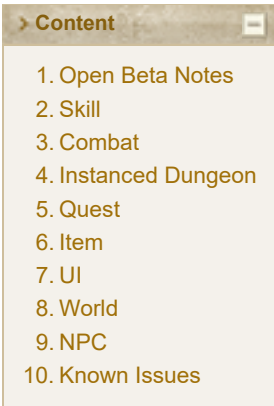 Content
1. Open Beta Notes
2. Skill
3. Combat
4. Instanced Dungeon
5. Quest
6. Item
7. UI
8. World
9. NPC
10. Known Issues